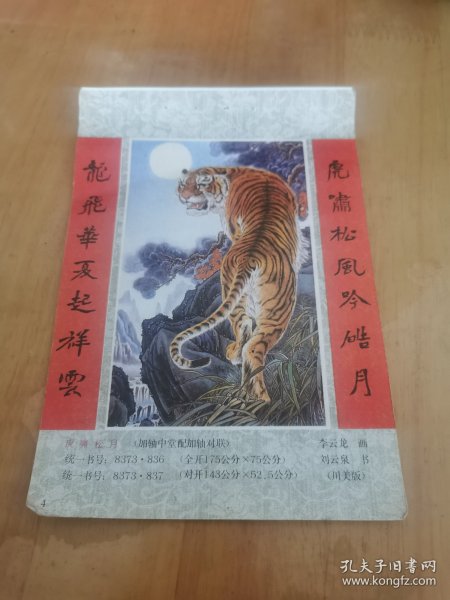 虎啸松風吟皓月
龍飛華夏起祥雲
虎啸松月 (加轴中堂配加轴对联) 李云龙 画
统一书号:8373·836 (全开175公分×75公分) 刘云泉 书
统一书号:8373·837 (对开143公分×52.5公分) (川美版)
4
孔夫子旧书网
www.kongfz.com